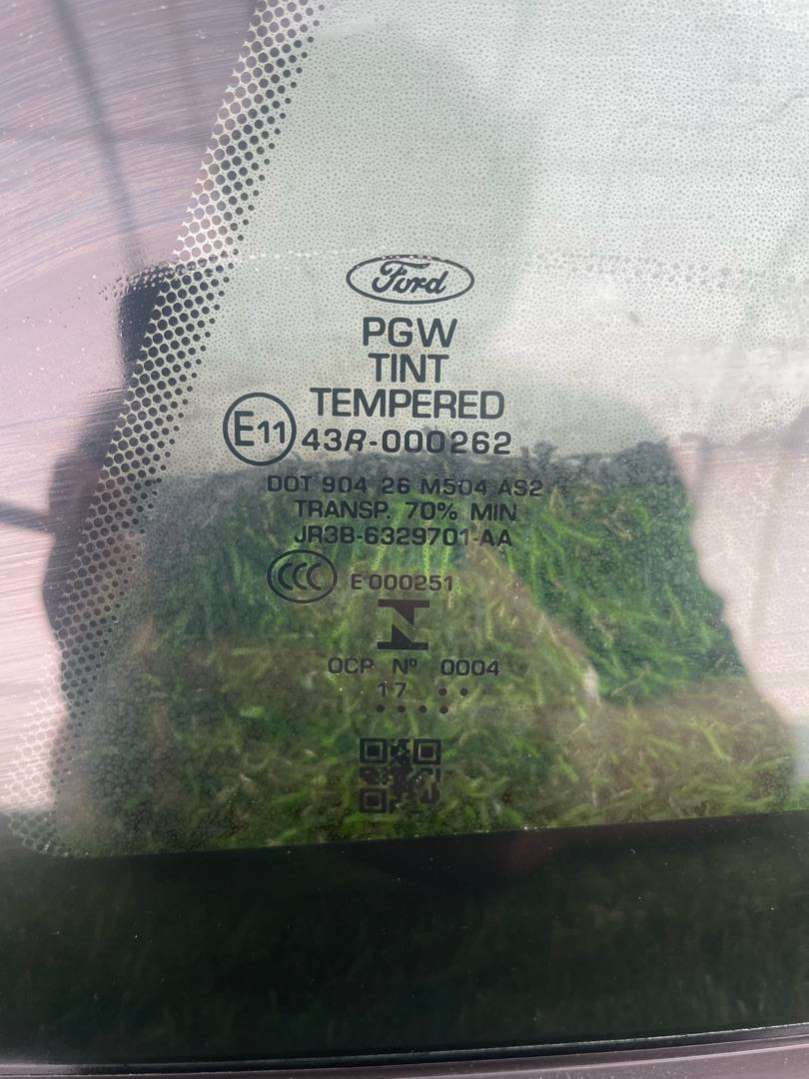 Ford
PGW
TINT
TEMPERED
E11 43R-000262
DOT 904 26 M504 AS2
TRANSP. 70% MIN
JR3B-6329701-AA
CCC E000251
OCP Nº 0004
17